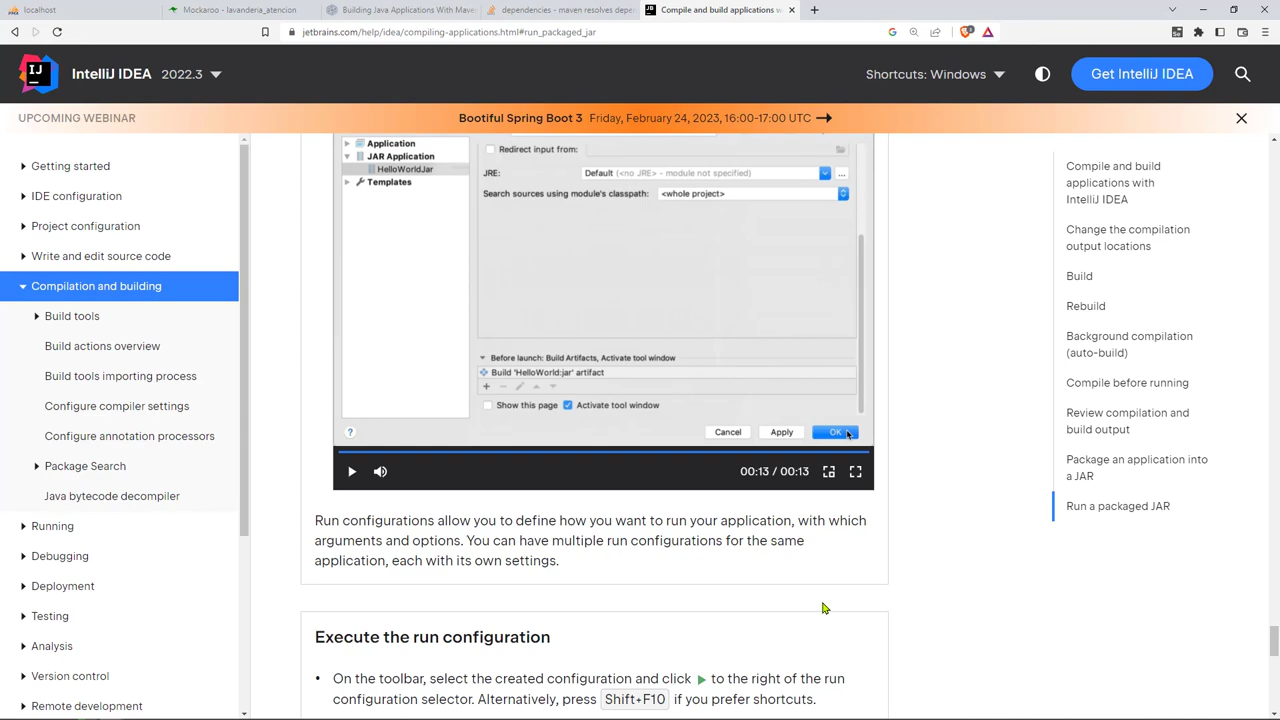 localhost
Mockaroo - lavanderia_atencion
Building Java Applications With Mave
dependencies - maven resolves depe
Compile and build applications w
jetbrains.com/help/idea/compiling-applications.html#run_packaged_jar
IntelliJ IDEA 2022.3
Shortcuts: Windows
Get IntelliJ IDEA
UPCOMING WEBINAR
Bootiful Spring Boot 3 Friday, February 24, 2023, 16:00-17:00 UTC
Getting started
IDE configuration
Project configuration
Write and edit source code
Compilation and building
Build tools
Build actions overview
Build tools importing process
Configure compiler settings
Configure annotation processors
Package Search
Java bytecode decompiler
Running
Debugging
Deployment
Testing
Analysis
Version control
Remote development
Application
JAR Application
HelloWorldJar
Templates
Redirect input from:
JRE: Default (<no JRE> - module not specified)
Search sources using module's classpath: <whole project>
Before launch: Build Artifacts, Activate tool window
Build 'HelloWorld:jar' artifact
Show this page Activate tool window
Cancel Apply OK
00:13 / 00:13
Run configurations allow you to define how you want to run your application, with which
arguments and options. You can have multiple run configurations for the same
application, each with its own settings.
Execute the run configuration
• On the toolbar, select the created configuration and click to the right of the run
configuration selector. Alternatively, press Shift+F10 if you prefer shortcuts.
Compile and build
applications with
IntelliJ IDEA
Change the compilation
output locations
Build
Rebuild
Background compilation
(auto-build)
Compile before running
Review compilation and
build output
Package an application into
a JAR
Run a packaged JAR